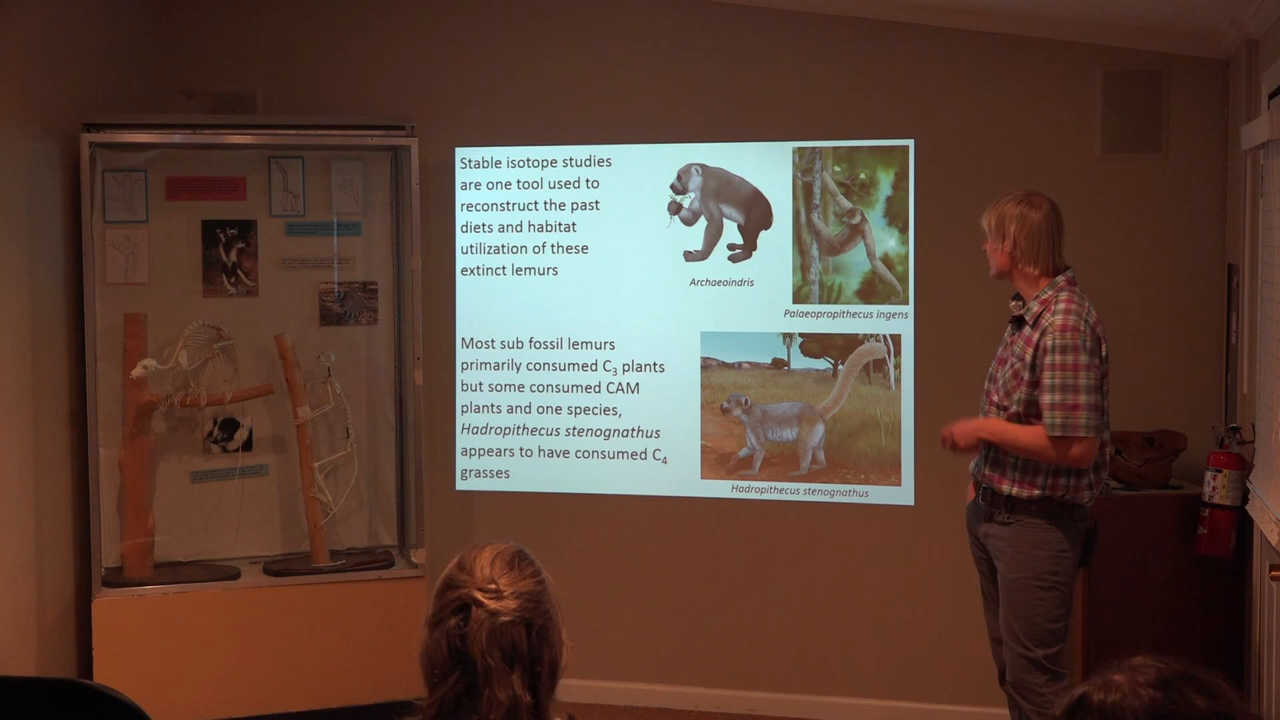 Stable isotope studies
are one tool used to
reconstruct the past
diets and habitat
utilization of these
extinct lemurs
Archaeoindris
Palaeopropithecus ingens
Most sub fossil lemurs
primarily consumed C₃ plants
but some consumed CAM
plants and one species,
Hadropithecus stenognathus
appears to have consumed C₄
grasses
Hadropithecus stenognathus